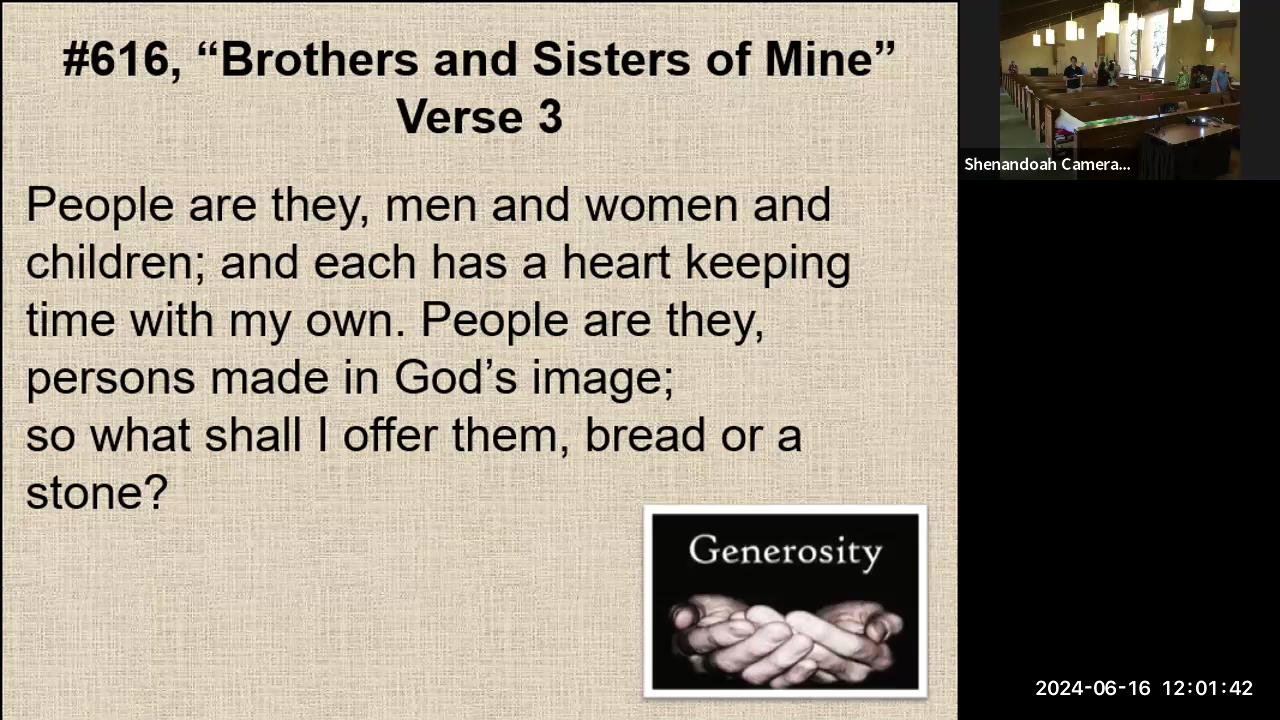 #616, “Brothers and Sisters of Mine”
Verse 3
People are they, men and women and
children; and each has a heart keeping
time with my own. People are they,
persons made in God’s image;
so what shall I offer them, bread or a
stone?
Generosity
Shenandoah Camera...
2024-06-16 12:01:42